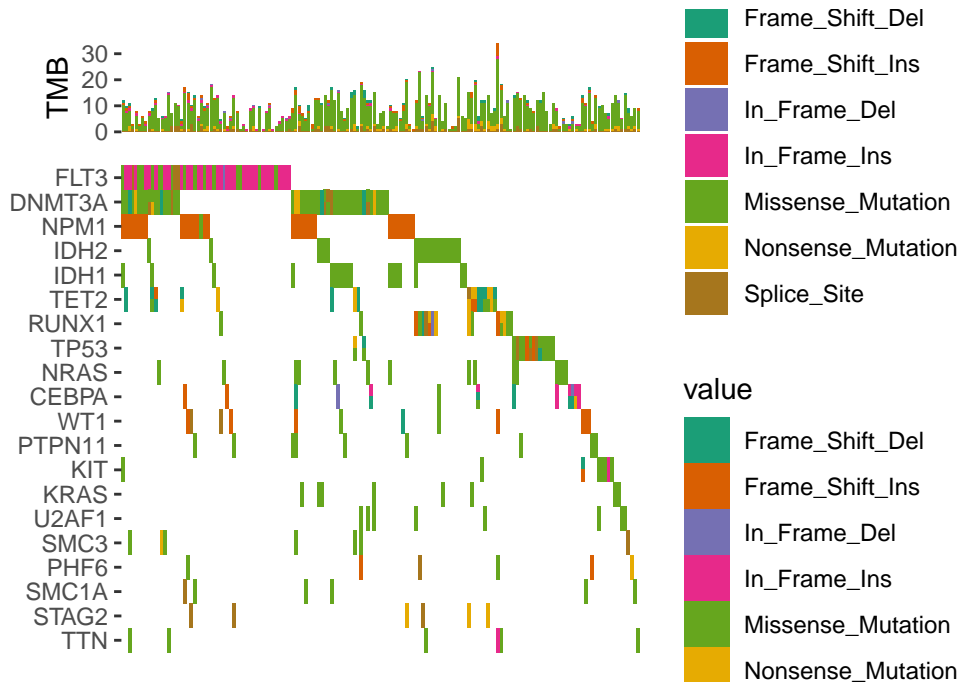 TMB
30
20
10
0
FLT3
DNMT3A
NPM1
IDH2
IDH1
TET2
RUNX1
TP53
NRAS
CEBPA
WT1
PTPN11
KIT
KRAS
U2AF1
SMC3
PHF6
SMC1A
STAG2
TTN
Frame_Shift_Del
Frame_Shift_Ins
In_Frame_Del
In_Frame_Ins
Missense_Mutation
Nonsense_Mutation
Splice_Site
value
Frame_Shift_Del
Frame_Shift_Ins
In_Frame_Del
In_Frame_Ins
Missense_Mutation
Nonsense_Mutation